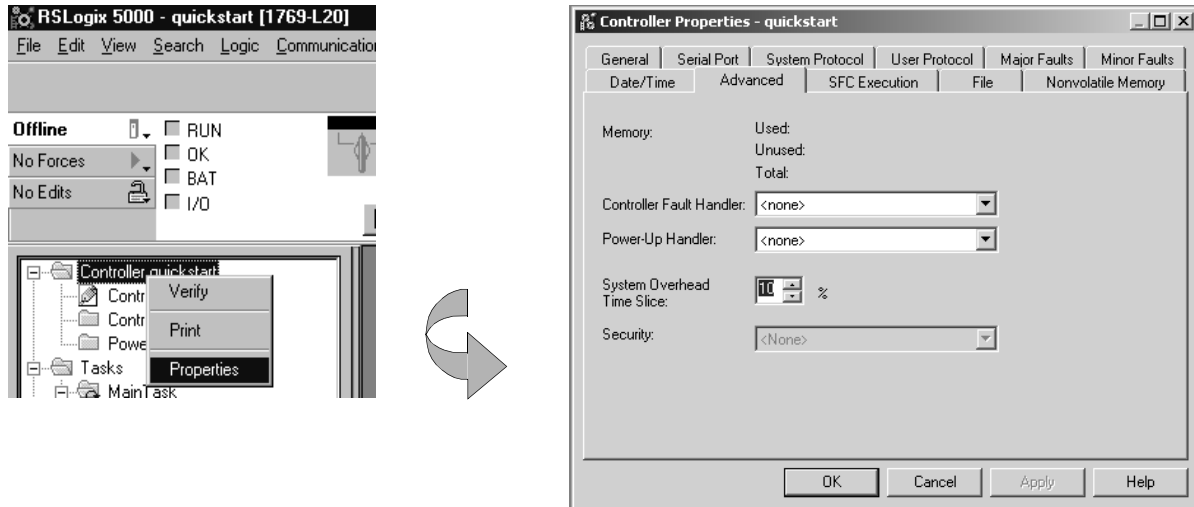 RSLogix 5000 - quickstart [1769-L20]
File Edit View Search Logic Communication
Offline
RUN
No Forces
OK
No Edits
BAT
I/O
Controller quickstart
Contr
Contr
Powe
Tasks
MainTask
Verify
Print
Properties
Controller Properties - quickstart
General Serial Port System Protocol User Protocol Major Faults Minor Faults
Date/Time Advanced SFC Execution File Nonvolatile Memory
Memory: Used:
Unused:
Total:
Controller Fault Handler: <none>
Power-Up Handler: <none>
System Overhead
Time Slice: 10 %
Security: <None>
OK Cancel Apply Help